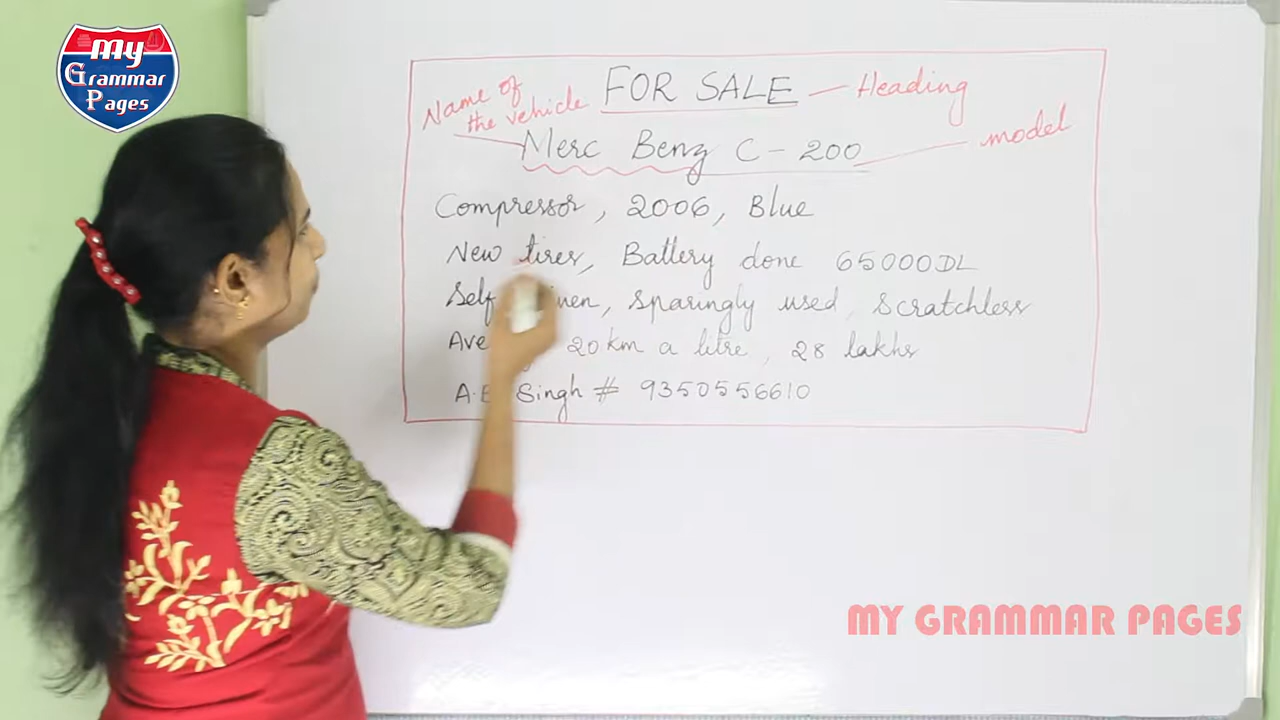 My
Grammar
Pages
FOR SALE — Heading
Name of
the vehicle
Merc Benz C - 200
model
Compressor, 2006, Blue
New tires, Battery done 65000DL
Self, Sparingly used, Scratchless
20km a litre, 28 lakhs
Singh # 9350556610
MY GRAMMAR PAGES